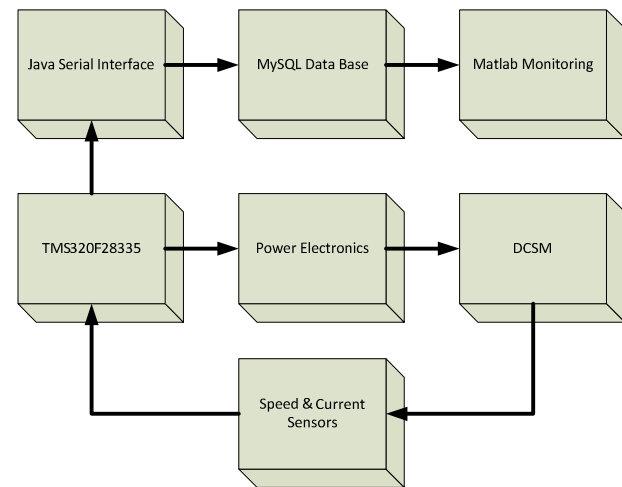 Java Serial Interface
MySQL Data Base
Matlab Monitoring
TMS320F28335
Power Electronics
DCSM
Speed & Current
Sensors